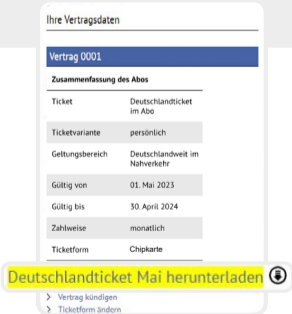 Ihre Vertragsdaten
Vertrag 0001
Zusammenfassung des Abos
Ticket Deutschlandticket
im Abo
Ticketvariante persönlich
Geltungsbereich Deutschlandweit im
Nahverkehr
Gültig von 01. Mai 2023
Gültig bis 30. April 2024
Zahlweise monatlich
Ticketform Chipkarte
Deutschlandticket Mai herunterladen
Vertrag kündigen
Ticketform ändern